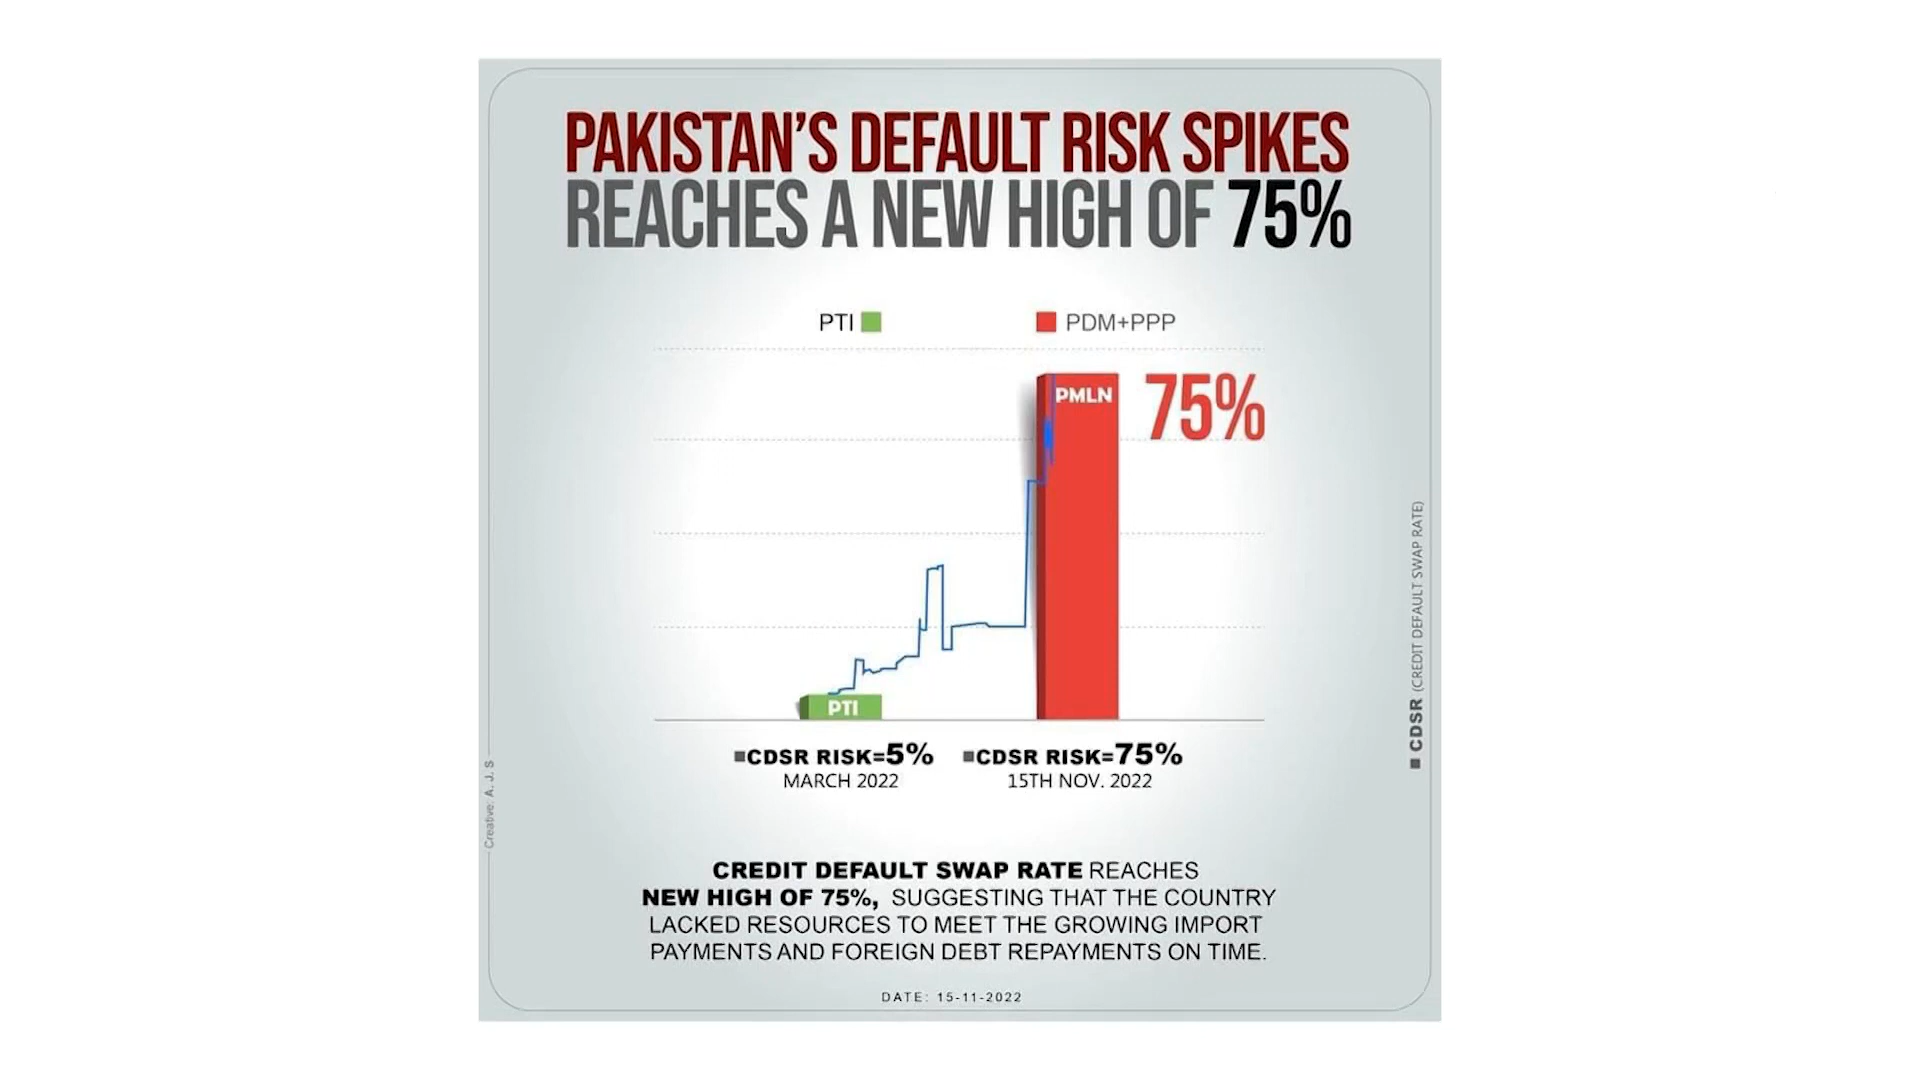 PAKISTAN'S DEFAULT RISK SPIKES
REACHES A NEW HIGH OF 75%
PTI
PDM+PPP
PMLN
75%
PTI
CDSR RISK=5%
MARCH 2022
CDSR RISK=75%
15TH NOV. 2022
CDSR (CREDIT DEFAULT SWAP RATE)
Creative: A.J.S
CREDIT DEFAULT SWAP RATE REACHES
NEW HIGH OF 75%, SUGGESTING THAT THE COUNTRY
LACKED RESOURCES TO MEET THE GROWING IMPORT
PAYMENTS AND FOREIGN DEBT REPAYMENTS ON TIME.
DATE: 15-11-2022